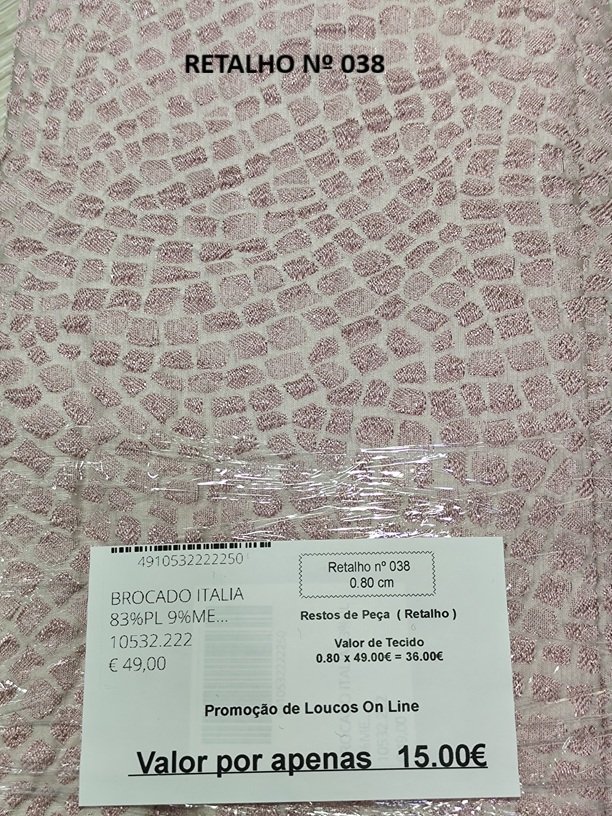 RETALHO Nº 038
4910532222250
BROCADO ITALIA
83%PL 9%ME...
10532.222
€ 49,00
Retalho nº 038
0.80 cm
Restos de Peça ( Retalho )
Valor de Tecido
0.80 x 49.00€ = 36.00€
Promoção de Loucos On Line
Valor por apenas 15.00€